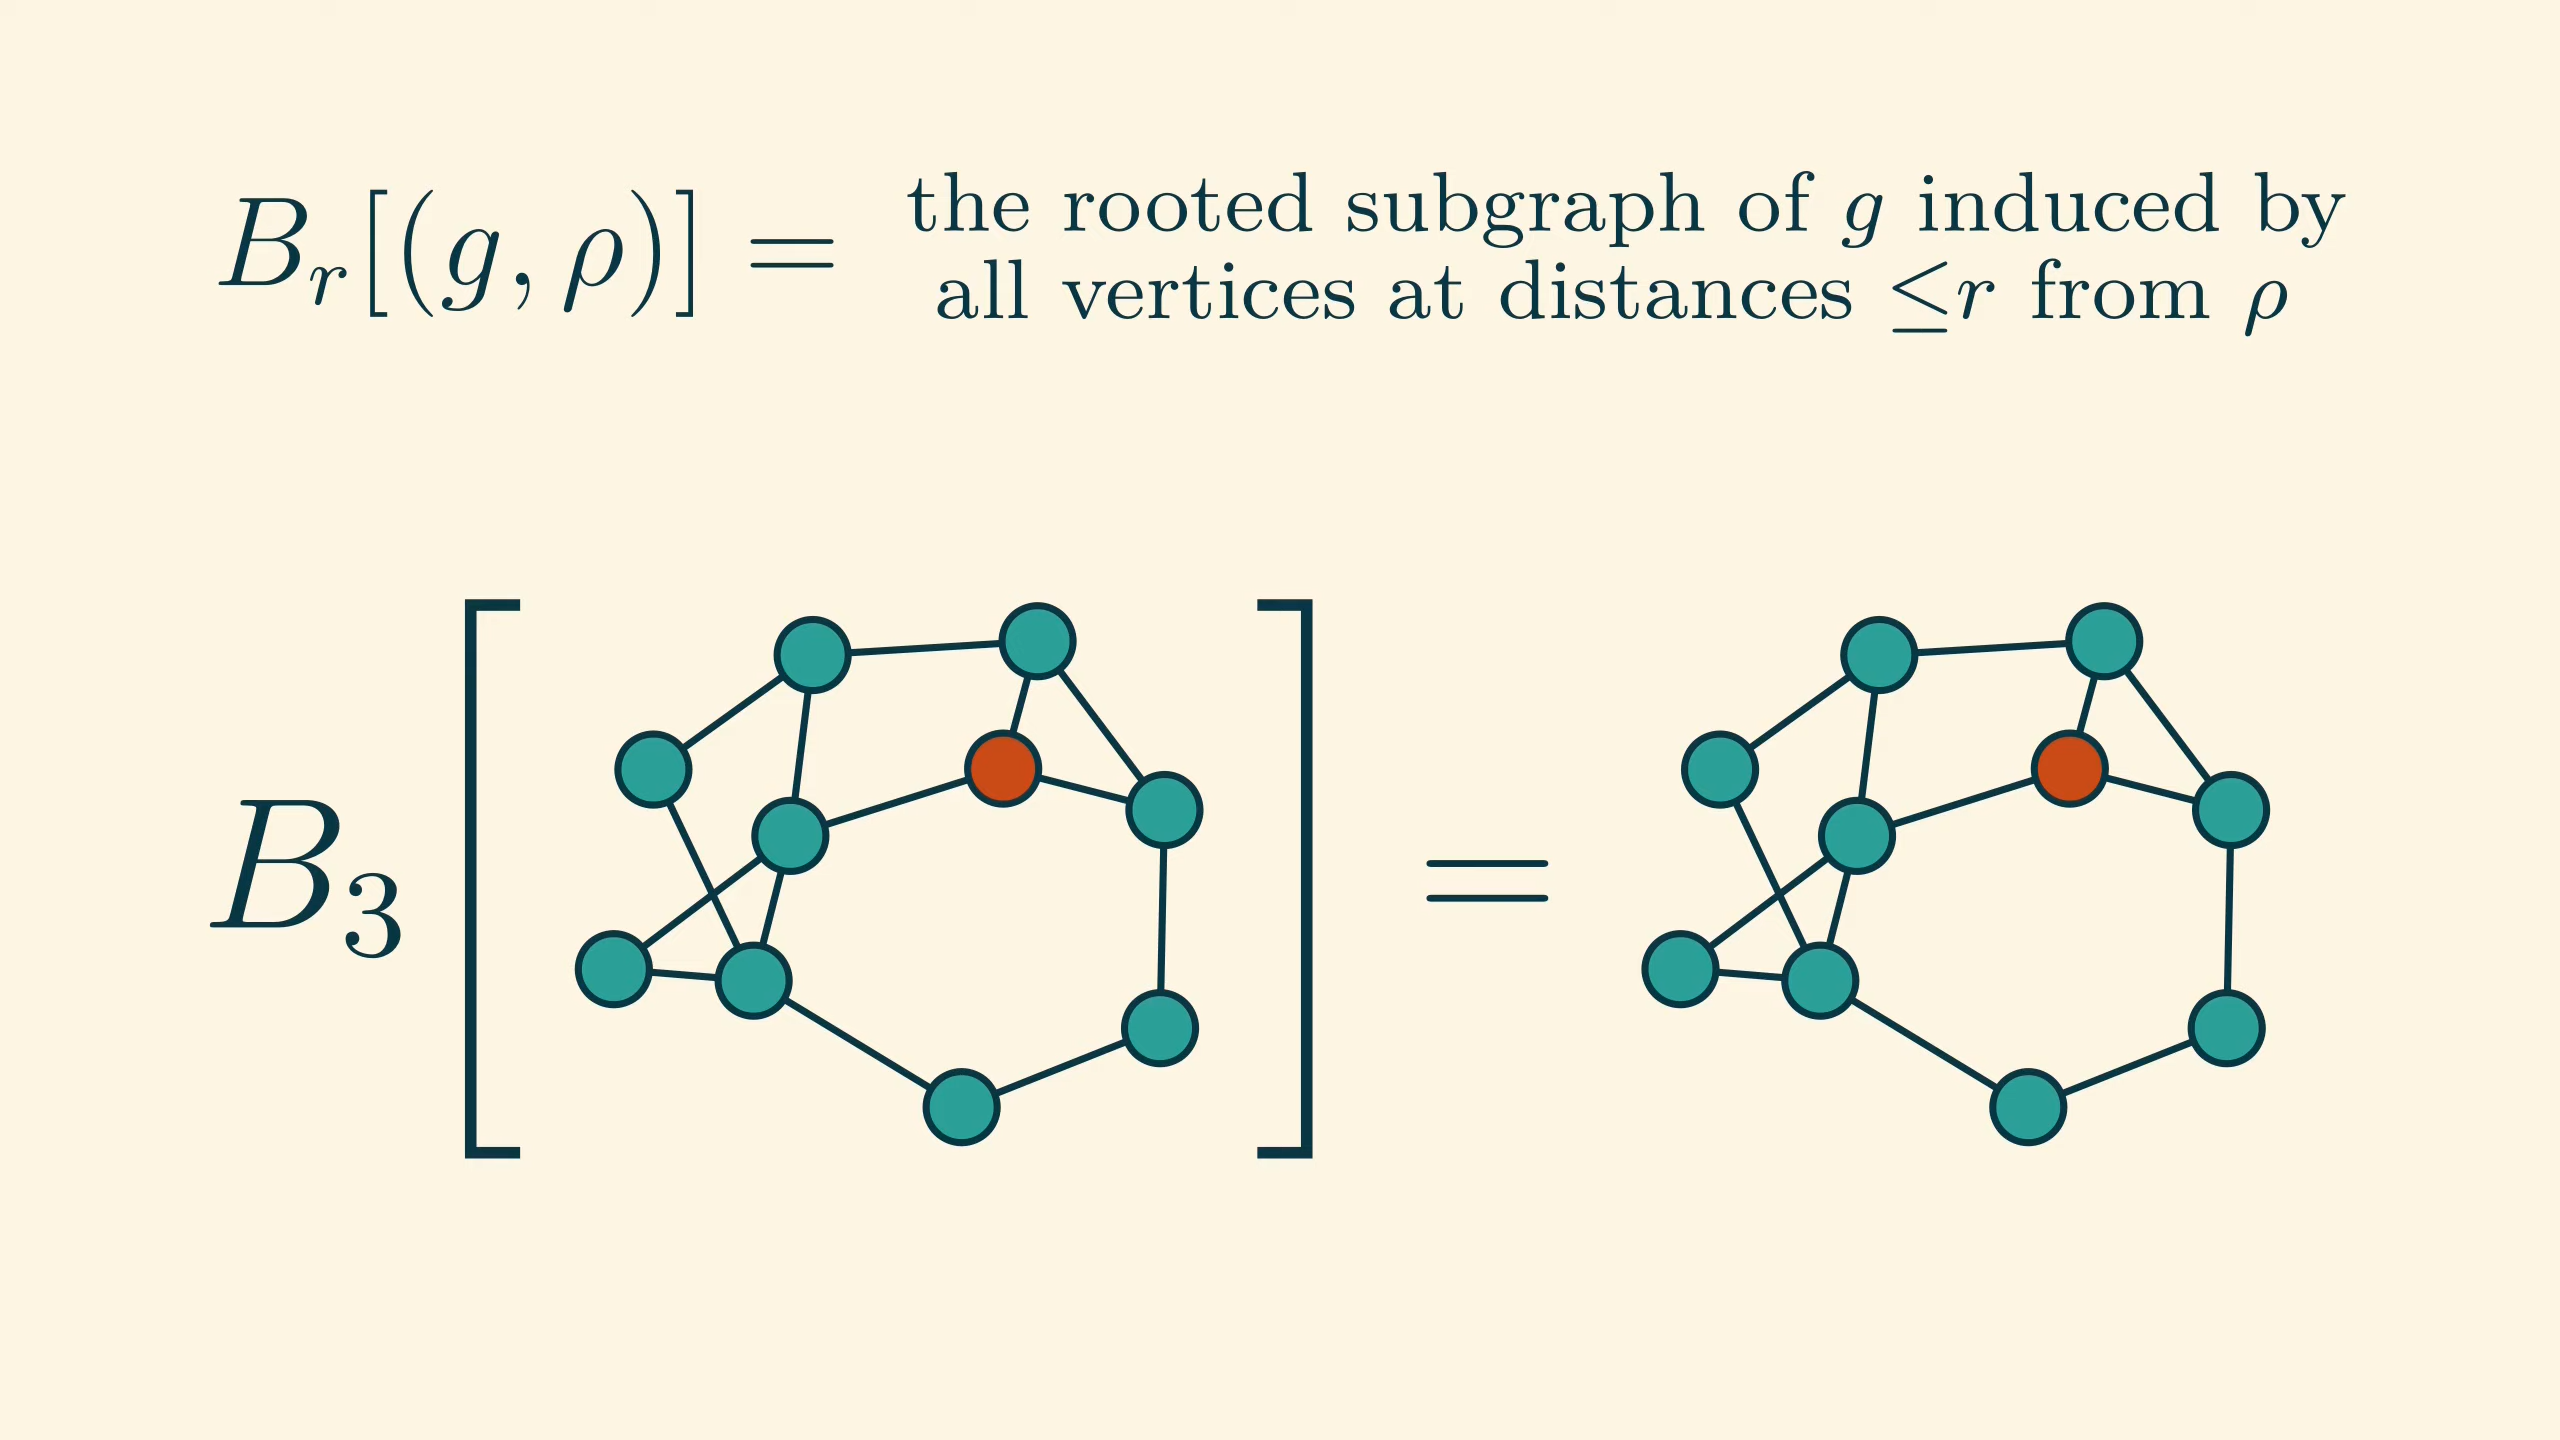 B_r[(g, ρ)] = the rooted subgraph of g induced by
all vertices at distances ≤r from ρ
B_3 [ ] =